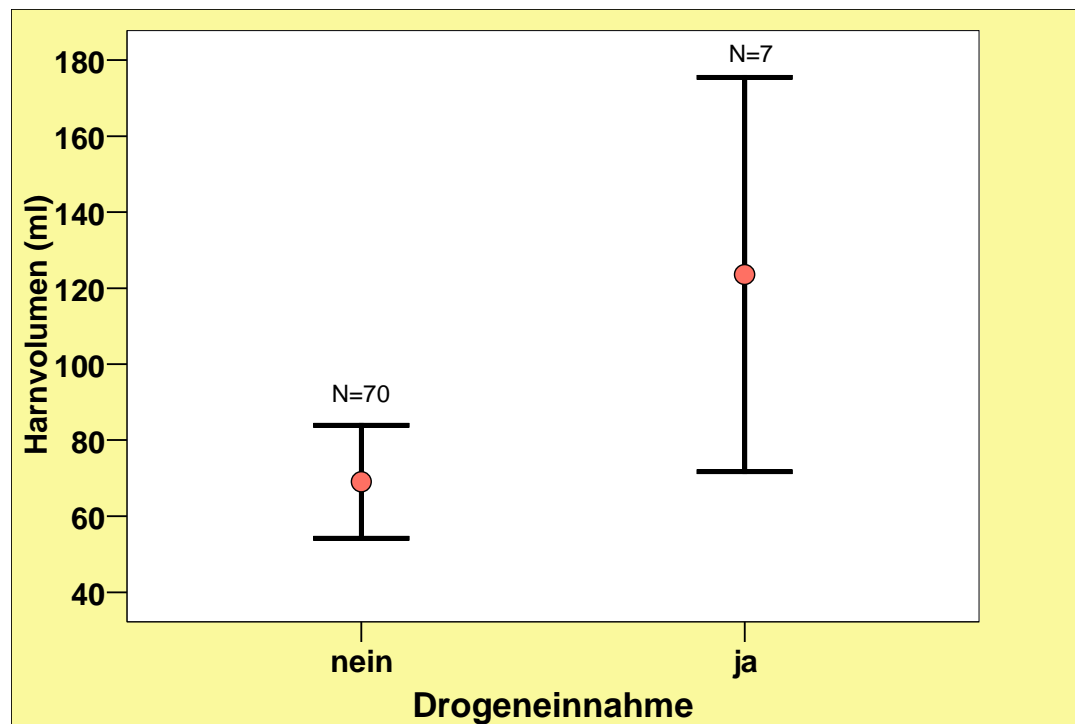 N=7
180
160
140
120
100
80
60
40
Harnvolumen (ml)
N=70
nein
ja
Drogeneinnahme